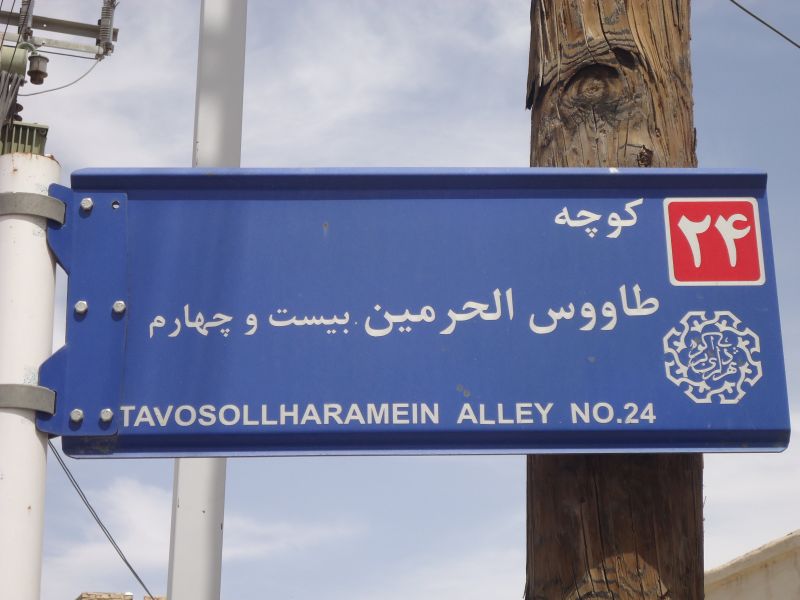 کوچه
۲۴
طاووس الحرمین بیست و چهارم
TAVOSOLLHARAMEIN ALLEY NO.24